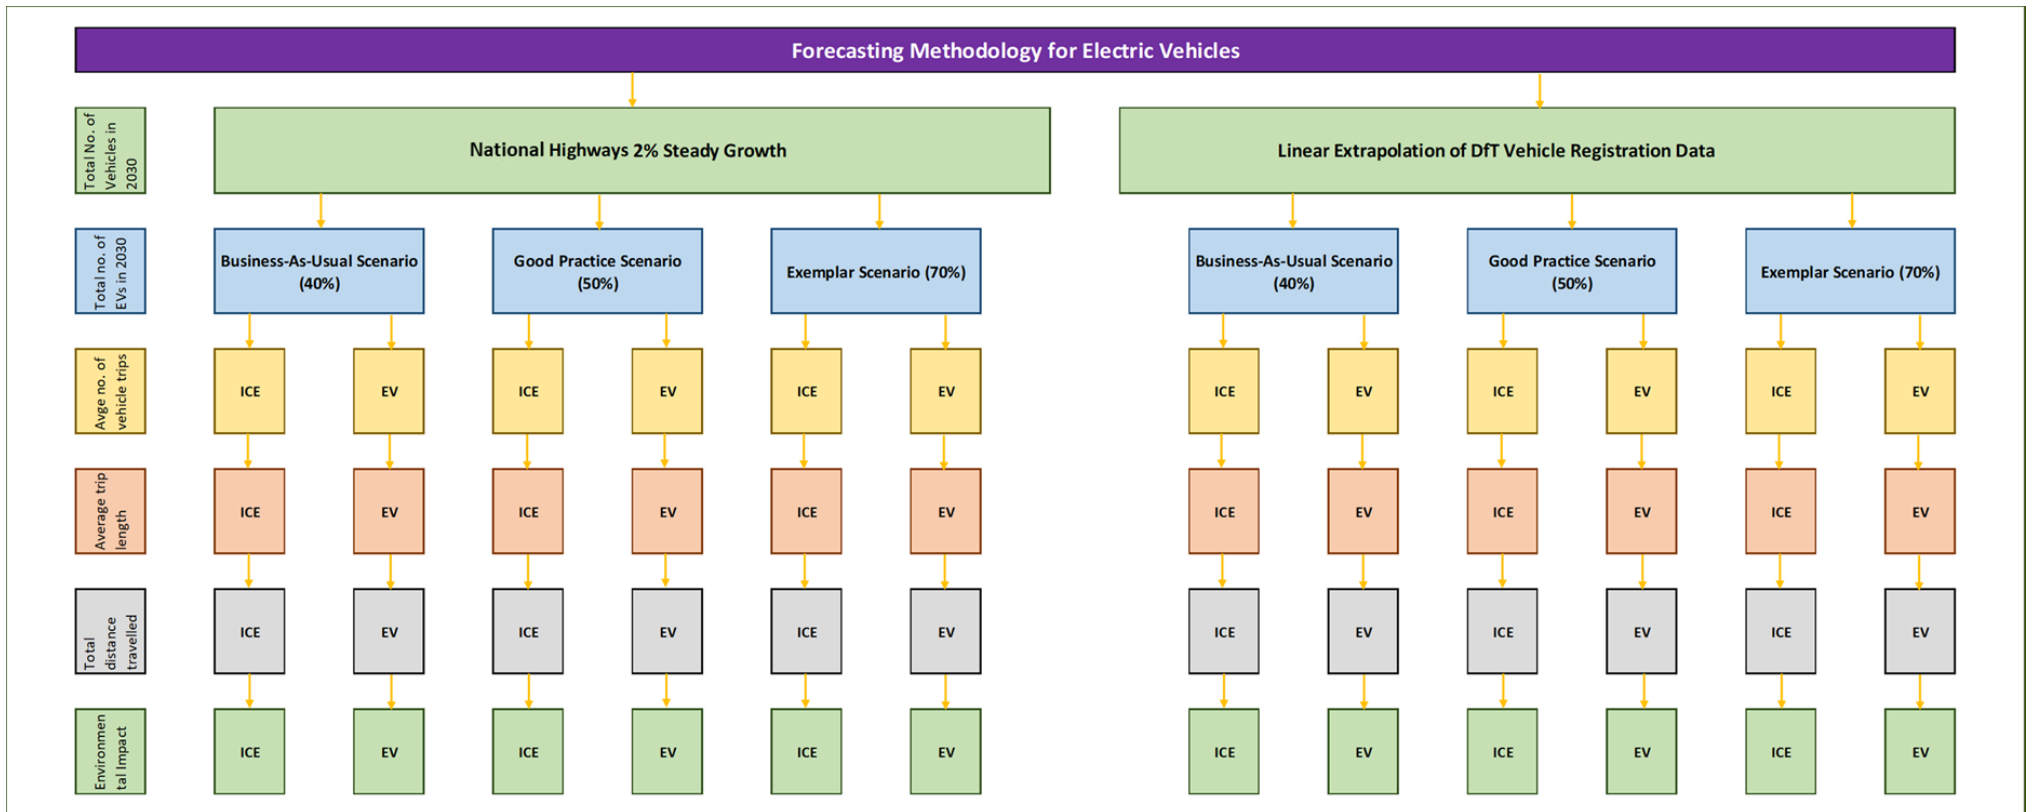 Forecasting Methodology for Electric Vehicles
Total No. of
Vehicles in
2030
National Highways 2% Steady Growth
Linear Extrapolation of DfT Vehicle Registration Data
Total no. of
EVs in 2030
Business-As-Usual Scenario
(40%)
Good Practice Scenario
(50%)
Exemplar Scenario (70%)
Business-As-Usual Scenario
(40%)
Good Practice Scenario
(50%)
Exemplar Scenario (70%)
Avge no. of
vehicle trips
ICE
EV
ICE
EV
ICE
EV
ICE
EV
ICE
EV
ICE
EV
Average trip
length
ICE
EV
ICE
EV
ICE
EV
ICE
EV
ICE
EV
ICE
EV
Total
distance
travelled
ICE
EV
ICE
EV
ICE
EV
ICE
EV
ICE
EV
ICE
EV
Environmen
tal Impact
ICE
EV
ICE
EV
ICE
EV
ICE
EV
ICE
EV
ICE
EV